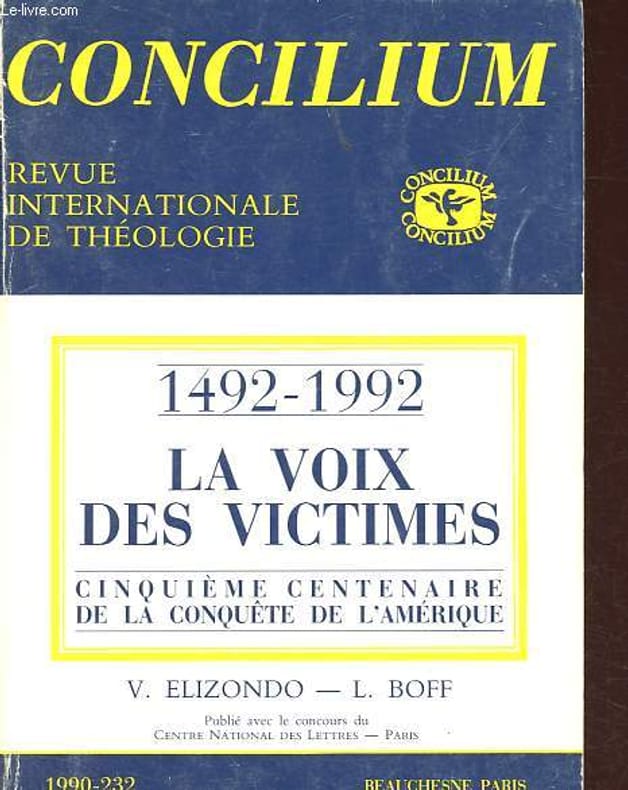 Le-livre.com
CONCILIUM
REVUE
INTERNATIONALE
DE THÉOLOGIE
CONCILIUM
CONCILIUM
1492-1992
LA VOIX
DES VICTIMES
CINQUIÈME CENTENAIRE
DE LA CONQUÊTE DE L'AMÉRIQUE
V. ELIZONDO — L. BOFF
Publié avec le concours du
CENTRE NATIONAL DES LETTRES — PARIS
1990-232
BEAUCHESNE PARIS